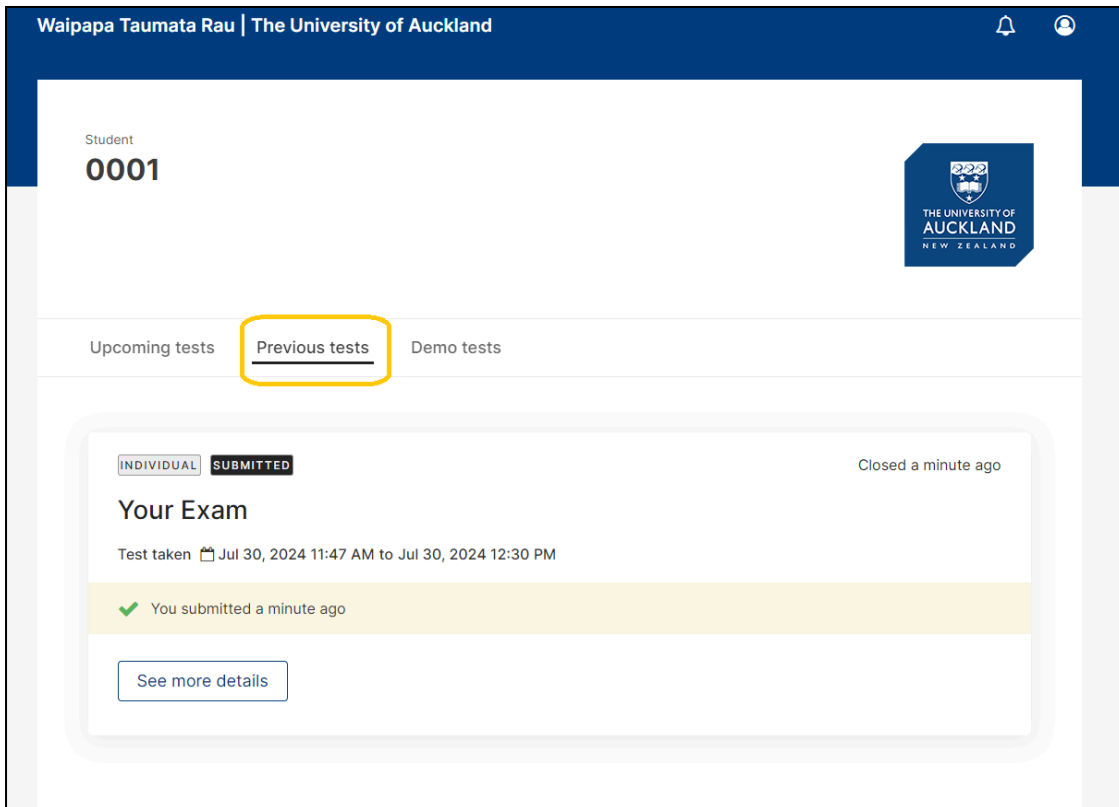 Waipapa Taumata Rau | The University of Auckland
Student
0001
THE UNIVERSITY OF
AUCKLAND
NEW ZEALAND
Upcoming tests Previous tests Demo tests
INDIVIDUAL SUBMITTED Closed a minute ago
Your Exam
Test taken Jul 30, 2024 11:47 AM to Jul 30, 2024 12:30 PM
You submitted a minute ago
See more details